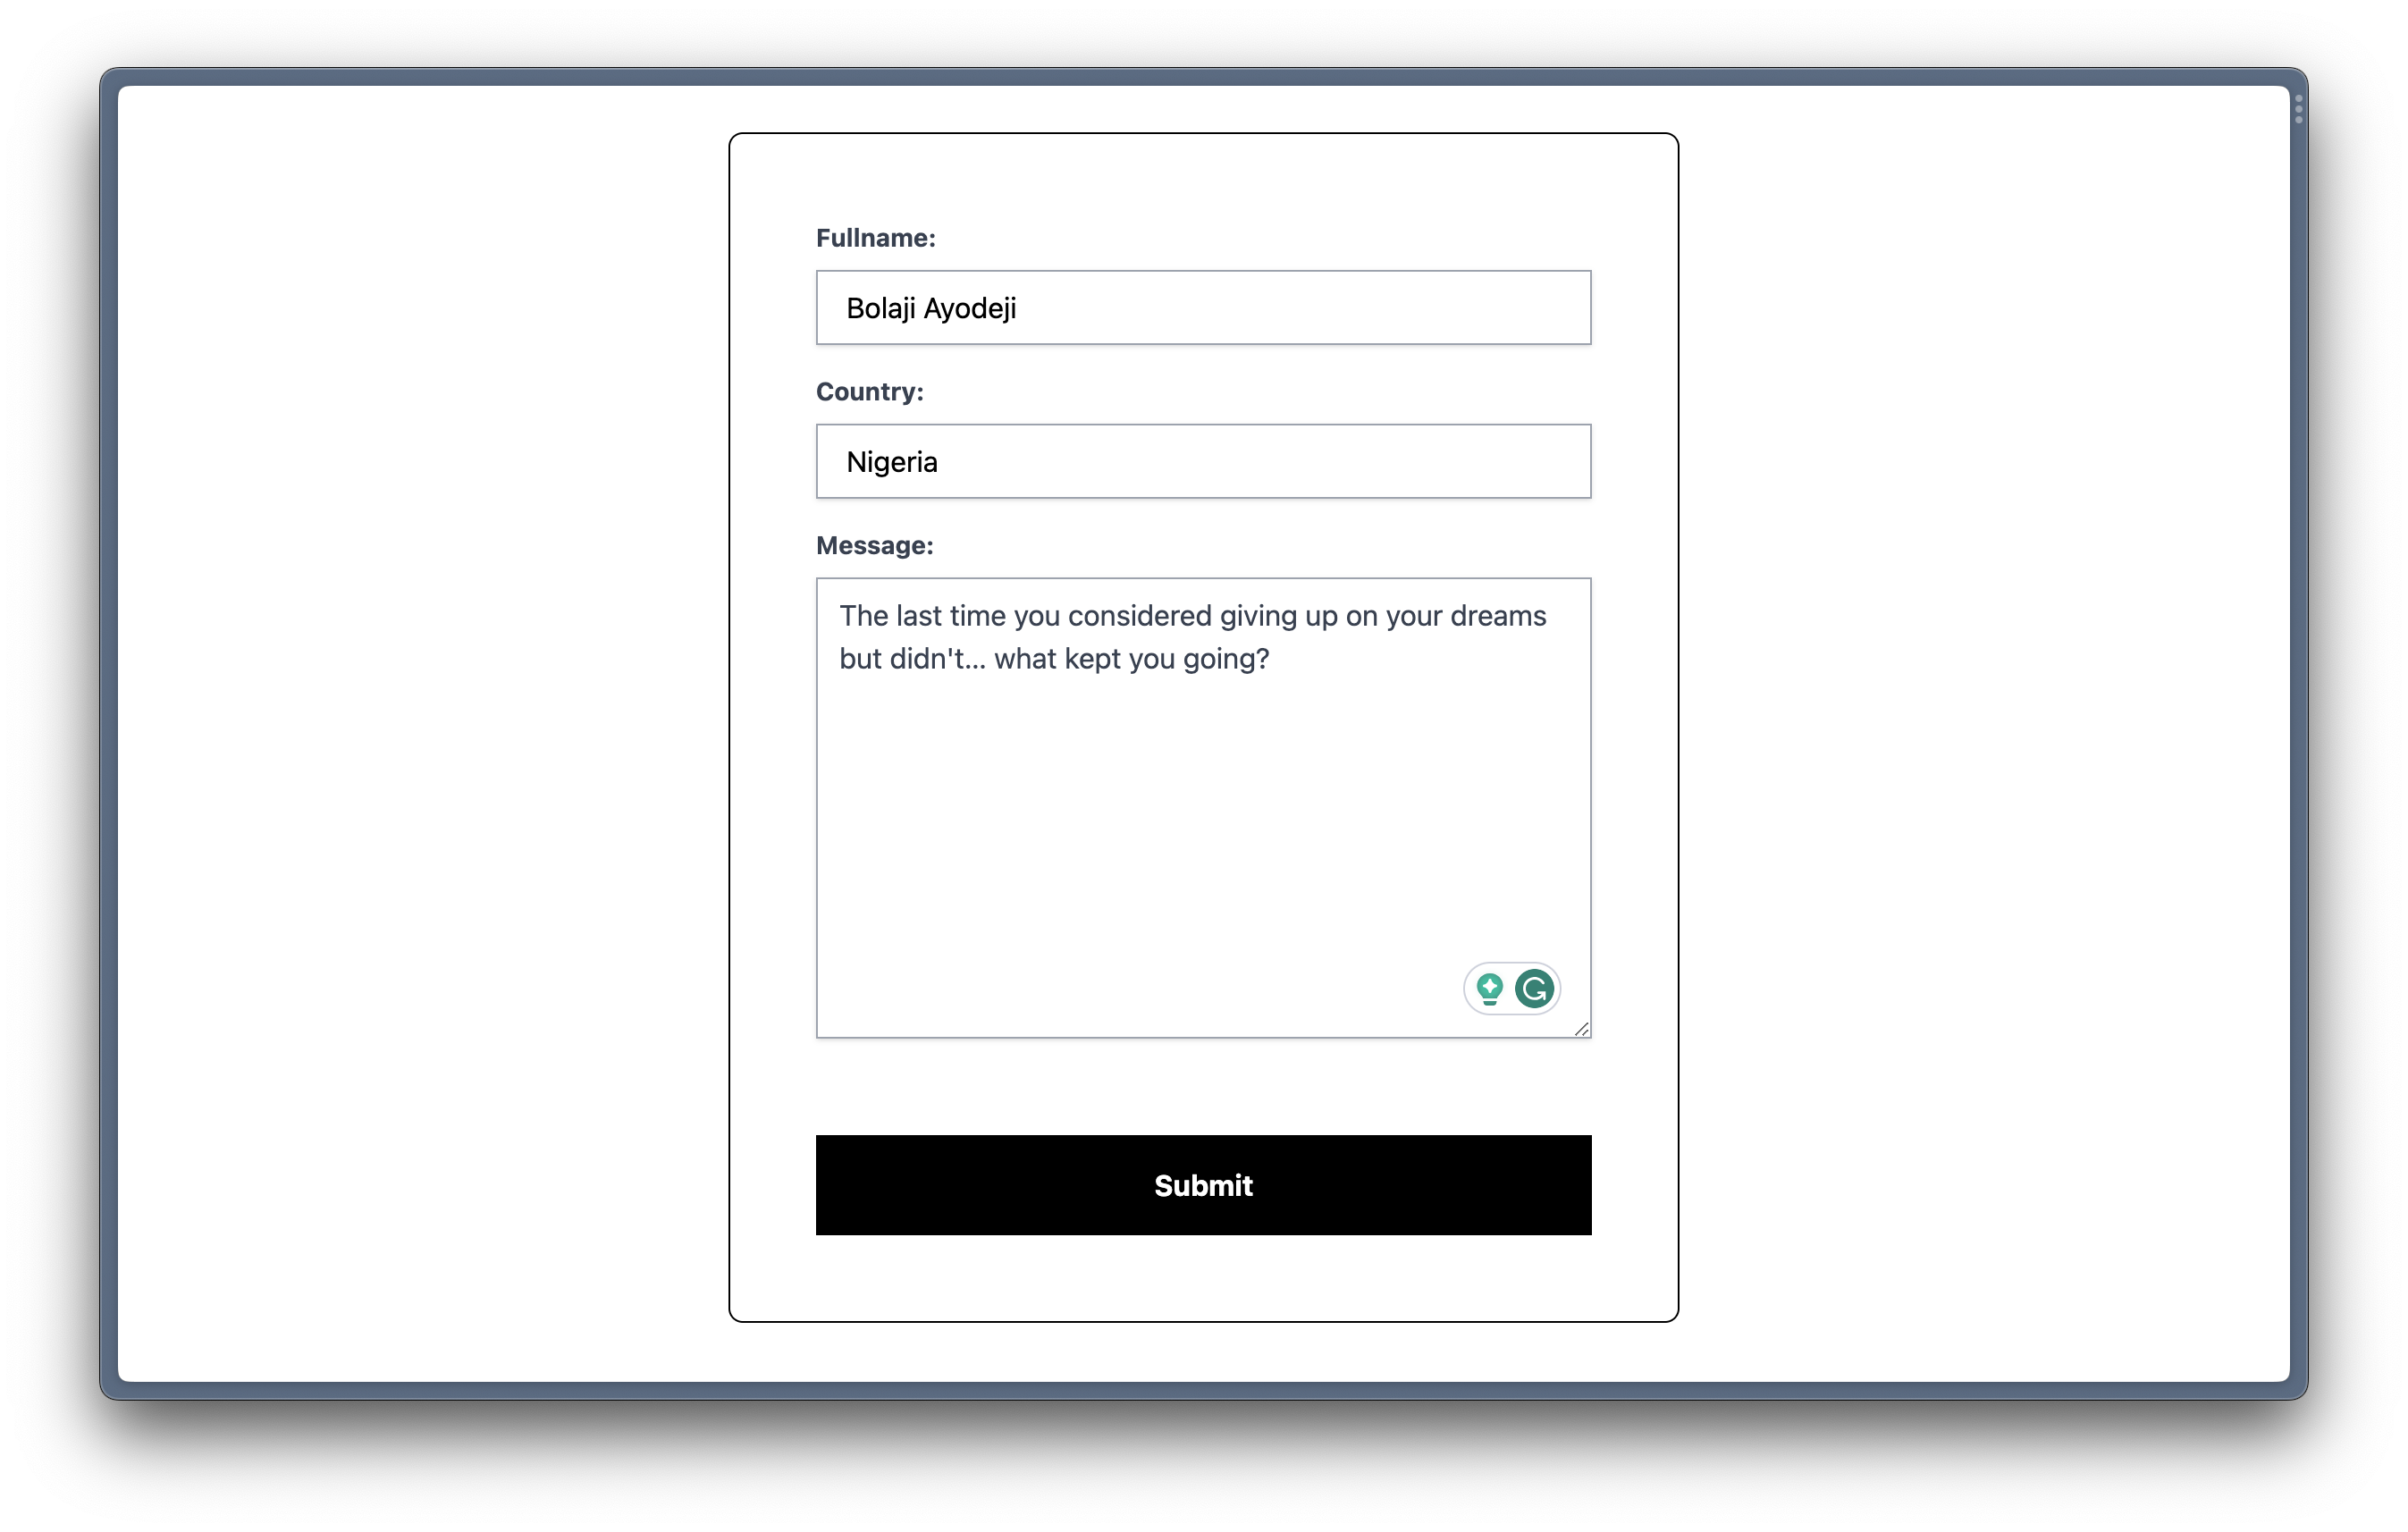 Fullname:
Bolaji Ayodeji
Country:
Nigeria
Message:
The last time you considered giving up on your dreams
but didn't... what kept you going?
Submit